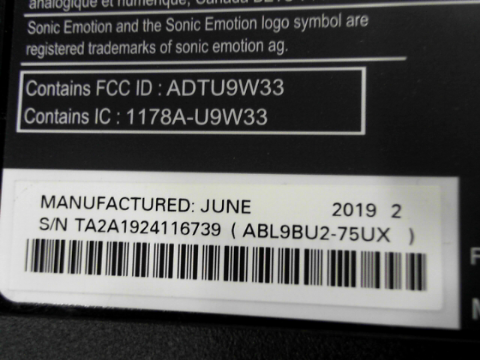 analogique et numérique, Canada
Sonic Emotion and the Sonic Emotion logo symbol are
registered trademarks of sonic emotion ag.
Contains FCC ID : ADTU9W33
Contains IC : 1178A-U9W33
MANUFACTURED: JUNE 2019 2
S/N TA2A1924116739 ( ABL9BU2-75UX )